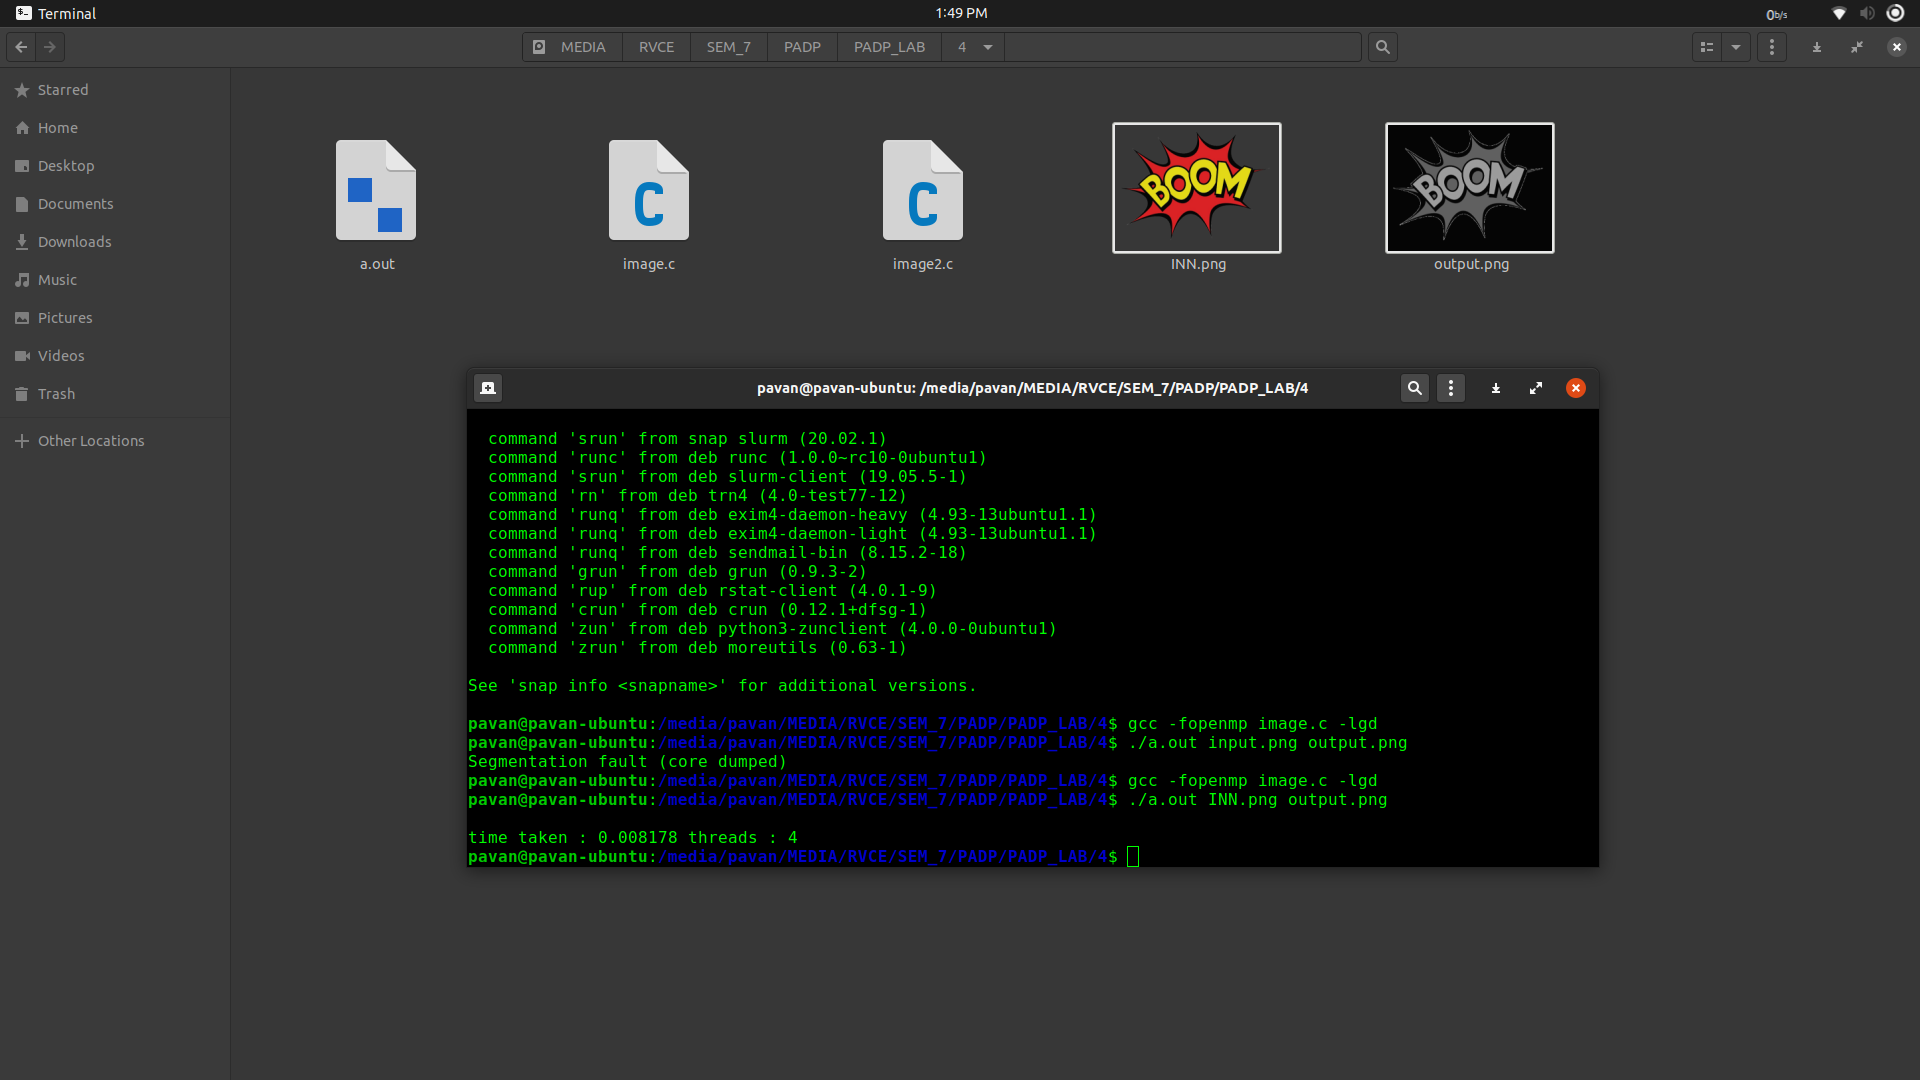 Terminal
1:49 PM
0b/s
MEDIA RVCE SEM_7 PADP PADP_LAB 4
Starred
Home
Desktop
Documents
Downloads
Music
Pictures
Videos
Trash
Other Locations
C
C
BOOM
BOOM
a.out
image.c
image2.c
INN.png
output.png
pavan@pavan-ubuntu: /media/pavan/MEDIA/RVCE/SEM_7/PADP/PADP_LAB/4
command 'srun' from snap slurm (20.02.1)
command 'runc' from deb runc (1.0.0~rc10-0ubuntu1)
command 'srun' from deb slurm-client (19.05.5-1)
command 'rn' from deb trn4 (4.0-test77-12)
command 'runq' from deb exim4-daemon-heavy (4.93-13ubuntu1.1)
command 'runq' from deb exim4-daemon-light (4.93-13ubuntu1.1)
command 'runq' from deb sendmail-bin (8.15.2-18)
command 'grun' from deb grun (0.9.3-2)
command 'rup' from deb rstat-client (4.0.1-9)
command 'crun' from deb crun (0.12.1+dfsg-1)
command 'zun' from deb python3-zunclient (4.0.0-0ubuntu1)
command 'zrun' from deb moreutils (0.63-1)
See 'snap info <snapname>' for additional versions.
pavan@pavan-ubuntu:/media/pavan/MEDIA/RVCE/SEM_7/PADP/PADP_LAB/4$ gcc -fopenmp image.c -lgd
pavan@pavan-ubuntu:/media/pavan/MEDIA/RVCE/SEM_7/PADP/PADP_LAB/4$ ./a.out input.png output.png
Segmentation fault (core dumped)
pavan@pavan-ubuntu:/media/pavan/MEDIA/RVCE/SEM_7/PADP/PADP_LAB/4$ gcc -fopenmp image.c -lgd
pavan@pavan-ubuntu:/media/pavan/MEDIA/RVCE/SEM_7/PADP/PADP_LAB/4$ ./a.out INN.png output.png
time taken : 0.008178 threads : 4
pavan@pavan-ubuntu:/media/pavan/MEDIA/RVCE/SEM_7/PADP/PADP_LAB/4$